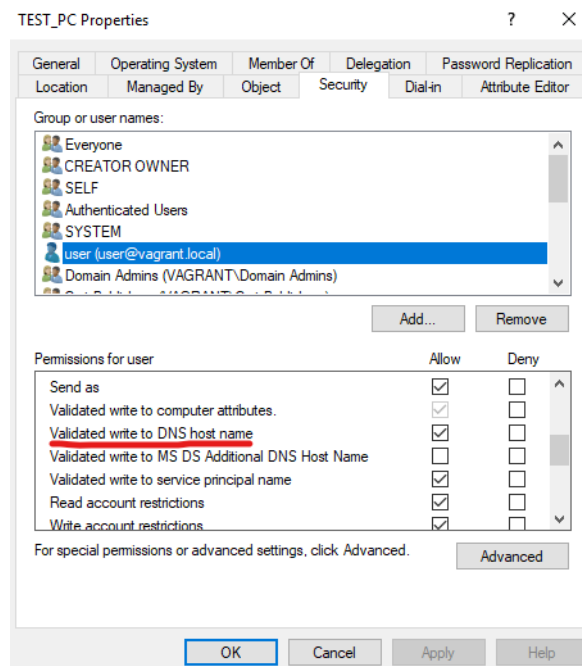 TEST_PC Properties ? ×
General Operating System Member Of Delegation Password Replication
Location Managed By Object Security Dial-in Attribute Editor
Group or user names:
Everyone
CREATOR OWNER
SELF
Authenticated Users
SYSTEM
user (user@vagrant.local)
Domain Admins (VAGRANT\Domain Admins)
Add... Remove
Permissions for user Allow Deny
Send as
Validated write to computer attributes.
Validated write to DNS host name
Validated write to MS DS Additional DNS Host Name
Validated write to service principal name
Read account restrictions
Write account restrictions
For special permissions or advanced settings, click Advanced. Advanced
OK Cancel Apply Help